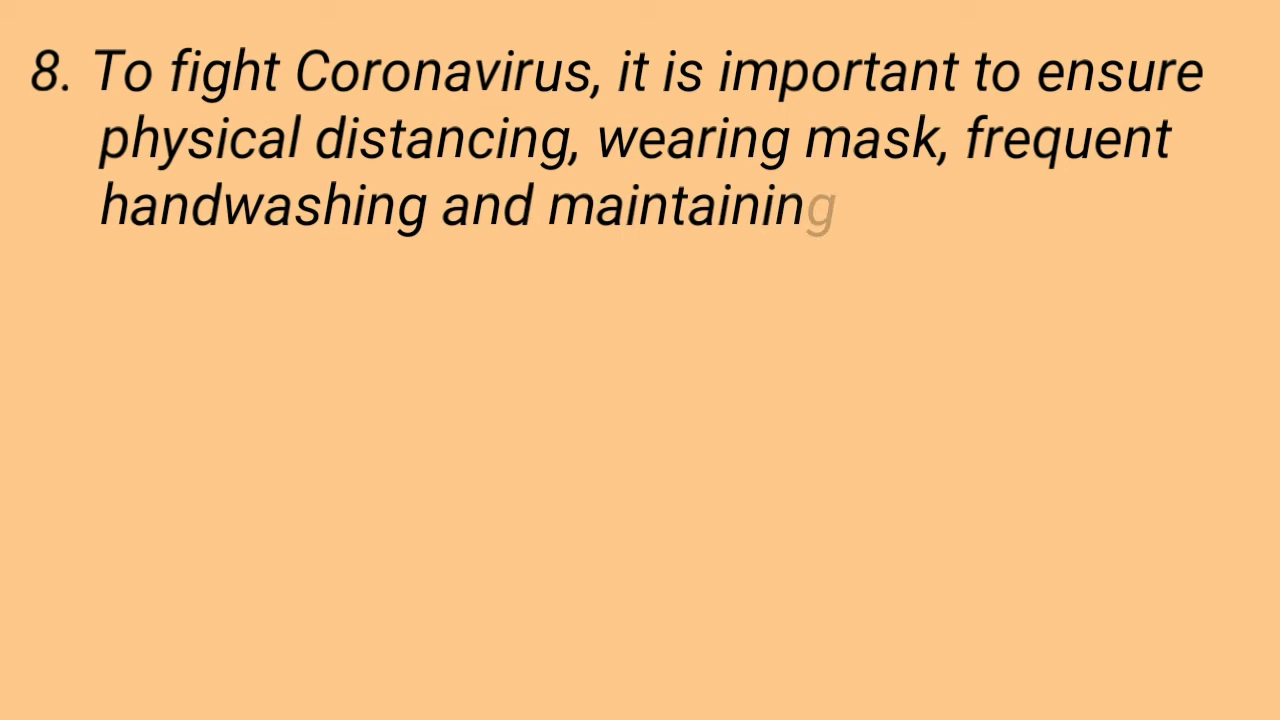 8. To fight Coronavirus, it is important to ensure
physical distancing, wearing mask, frequent
handwashing and maintaining